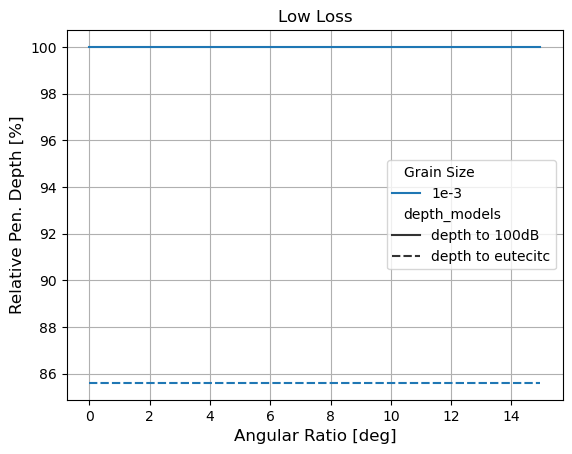 Low Loss
100
98
96
94
92
90
88
86
Relative Pen. Depth [%]
Grain Size
1e-3
depth_models
depth to 100dB
depth to eutecitc
0 2 4 6 8 10 12 14
Angular Ratio [deg]